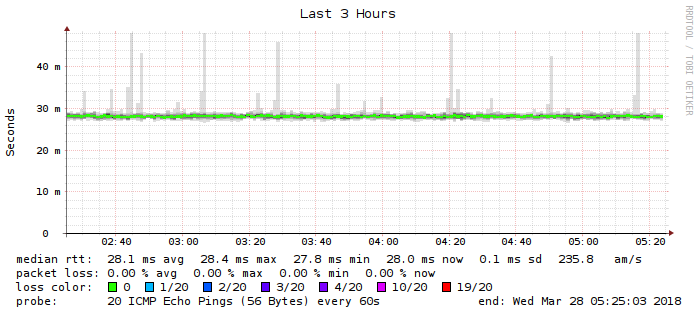 Last 3 Hours
RRDTOOL / TOBI OETIKER
Seconds
40 m
30 m
20 m
10 m
0
02:40 03:00 03:20 03:40 04:00 04:20 04:40 05:00 05:20
median rtt: 28.1 ms avg 28.4 ms max 27.8 ms min 28.0 ms now 0.1 ms sd 235.8 am/s
packet loss: 0.00 % avg 0.00 % max 0.00 % min 0.00 % now
loss color: 0 1/20 2/20 3/20 4/20 10/20 19/20
probe: 20 ICMP Echo Pings (56 Bytes) every 60s end: Wed Mar 28 05:25:03 2018